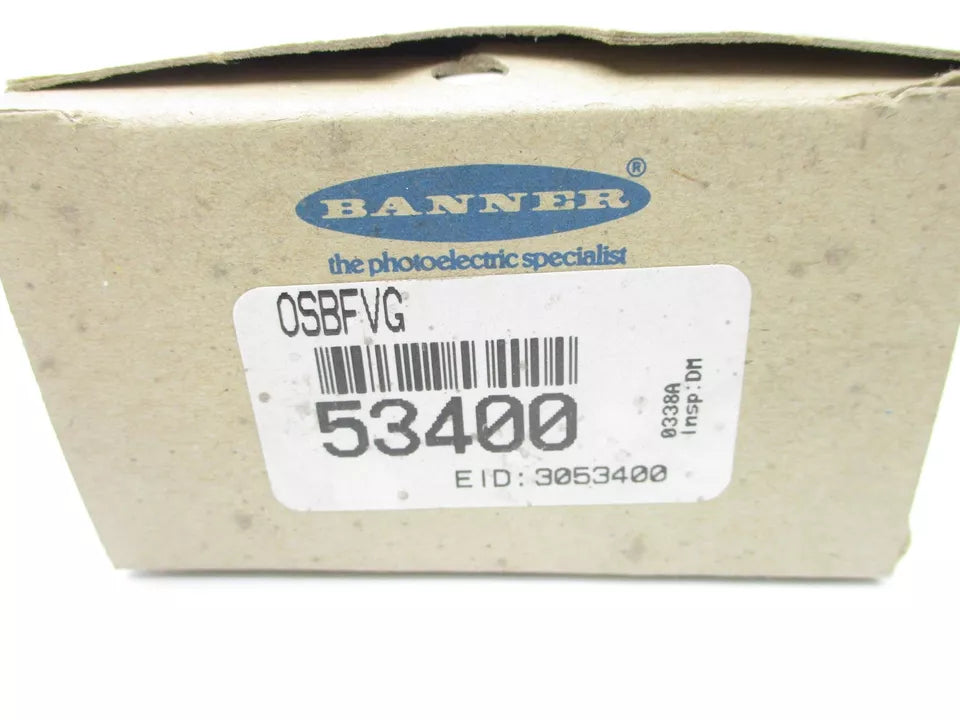 BANNER®
the photoelectric specialist
OSBFVG
53400
EID: 3053400
0338A
Insp:DM